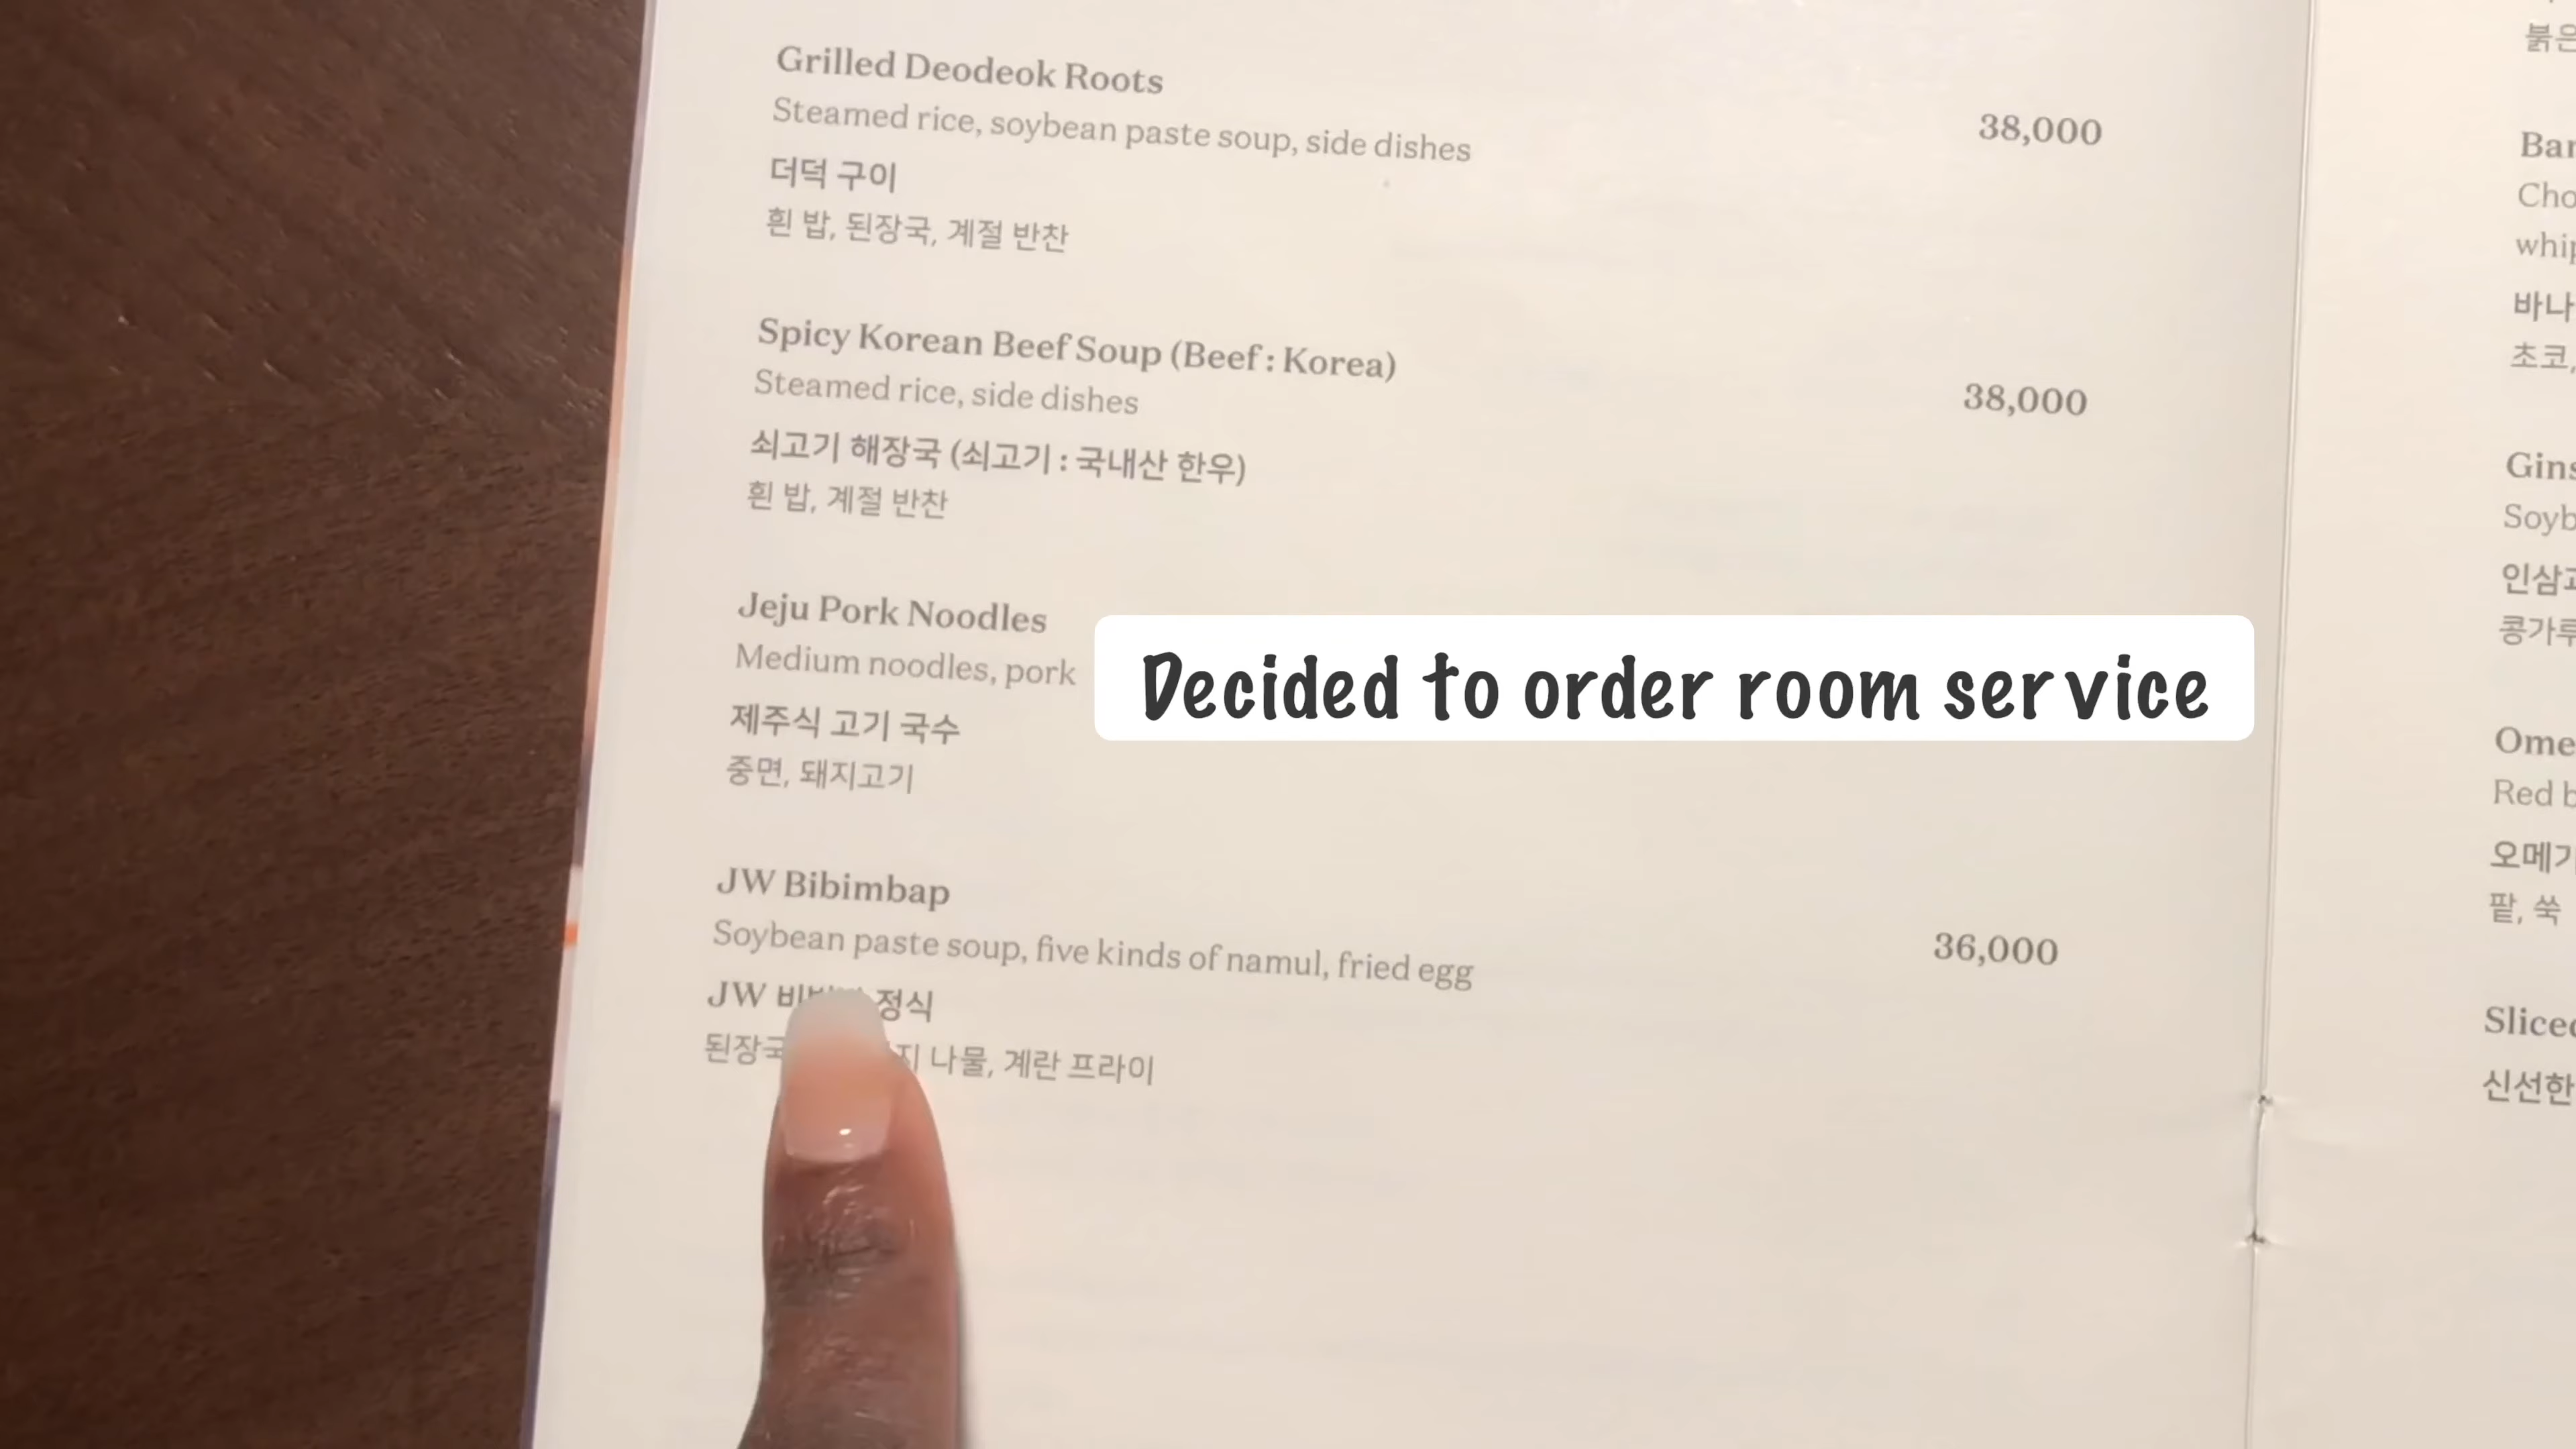 Grilled Deodeok Roots
Steamed rice, soybean paste soup, side dishes
38,000
더덕 구이
흰 밥, 된장국, 계절 반찬
Spicy Korean Beef Soup (Beef : Korea)
Steamed rice, side dishes
38,000
쇠고기 해장국 (쇠고기 : 국내산 한우)
흰 밥, 계절 반찬
Jeju Pork Noodles
Medium noodles, pork
제주식 고기 국수
중면, 돼지고기
Decided to order room service
JW Bibimbap
Soybean paste soup, five kinds of namul, fried egg
36,000
JW 정식
나물, 계란 프라이
팥, 쑥